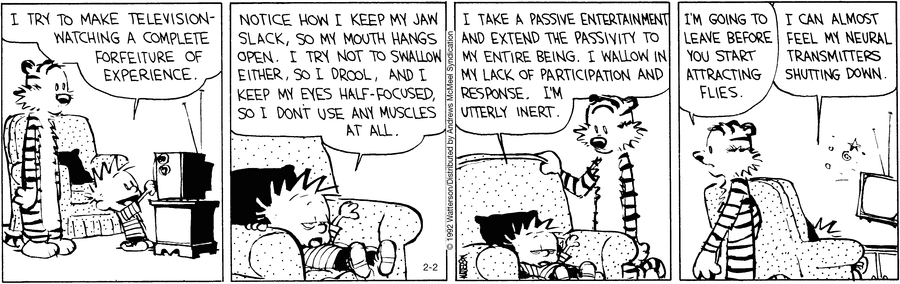 I TRY TO MAKE TELEVISION-
WATCHING A COMPLETE
FORFEITURE OF
EXPERIENCE.
NOTICE HOW I KEEP MY JAW
SLACK, SO MY MOUTH HANGS
OPEN. I TRY NOT TO SWALLOW
EITHER, SO I DROOL, AND I
KEEP MY EYES HALF-FOCUSED,
SO I DON'T USE ANY MUSCLES
AT ALL.
2-2
© 1992 Watterson/Distributed by Andrews McMeel Syndication
I TAKE A PASSIVE ENTERTAINMENT
AND EXTEND THE PASSIVITY TO
MY ENTIRE BEING. I WALLOW IN
MY LACK OF PARTICIPATION AND
RESPONSE. I'M
UTTERLY INERT.
I'M GOING TO
LEAVE BEFORE
YOU START
ATTRACTING
FLIES.
I CAN ALMOST
FEEL MY NEURAL
TRANSMITTERS
SHUTTING DOWN.